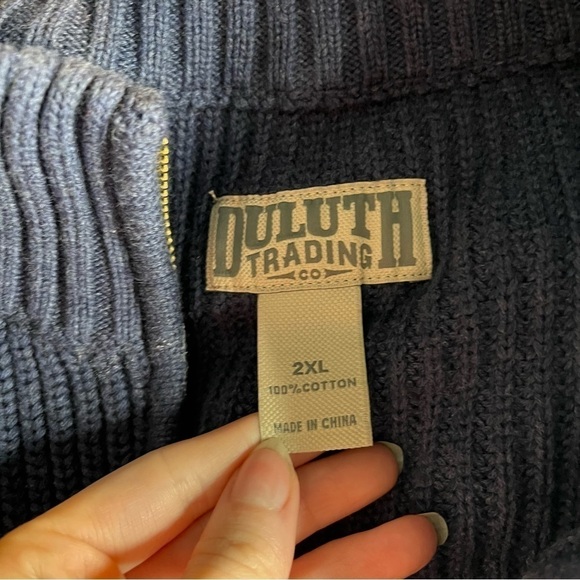 DULUTH
TRADING
CO
2XL
100% COTTON
MADE IN CHINA